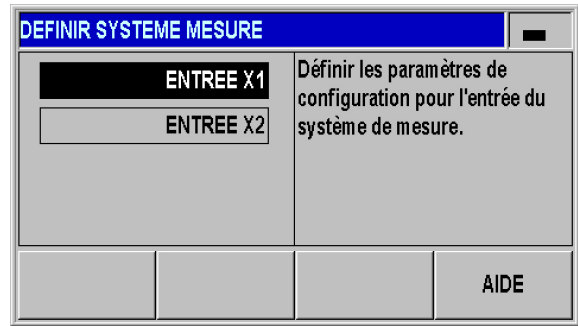 DEFINIR SYSTEME MESURE
ENTREE X1
ENTREE X2
Définir les paramètres de
configuration pour l'entrée du
système de mesure.
AIDE